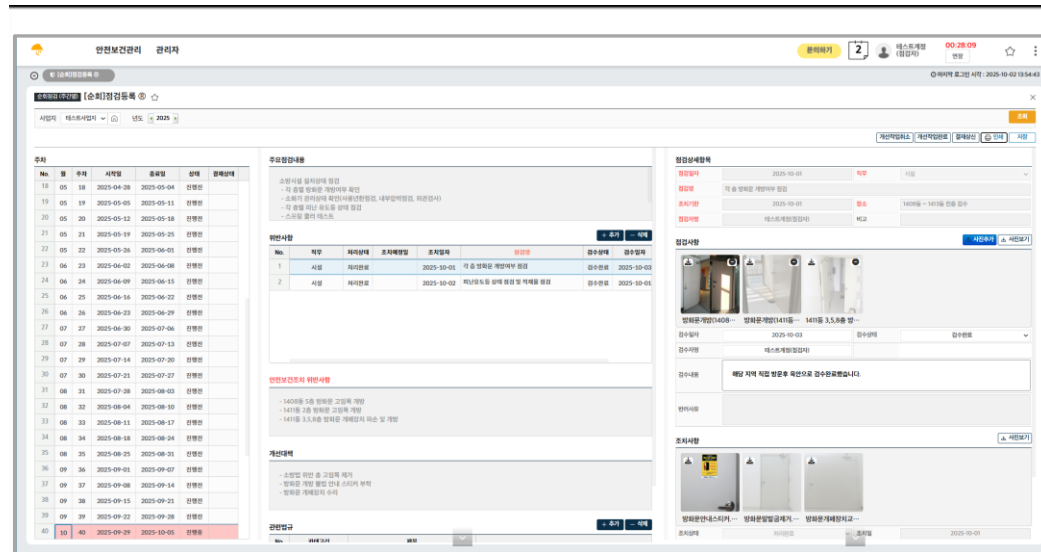 안전보건관리 관리자
문의하기 2 테스트계정 (점검자) 00:28:09 연장
[순회]점검등록 ®
마지막 로그인 시작 : 2025-10-02 13:54:43
순회점검 (주간별) [순회]점검등록 ®
사업지 테스트사업지 년도 2025 조회
개선작업취소 개선작업완료 결재상신 인쇄 저장
주차
No. 월 주차 시작일 종료일 상태 결재상태
18 05 18 2025-04-28 2025-05-04 진행전
19 05 19 2025-05-05 2025-05-11 진행전
20 05 20 2025-05-12 2025-05-18 진행전
21 05 21 2025-05-19 2025-05-25 진행전
22 05 22 2025-05-26 2025-06-01 진행전
23 06 23 2025-06-02 2025-06-08 진행전
24 06 24 2025-06-09 2025-06-15 진행전
25 06 25 2025-06-16 2025-06-22 진행전
26 06 26 2025-06-23 2025-06-29 진행전
27 07 27 2025-06-30 2025-07-06 진행전
28 07 28 2025-07-07 2025-07-13 진행전
29 07 29 2025-07-14 2025-07-20 진행전
30 07 30 2025-07-21 2025-07-27 진행전
31 08 31 2025-07-28 2025-08-03 진행전
32 08 32 2025-08-04 2025-08-10 진행전
33 08 33 2025-08-11 2025-08-17 진행전
34 08 34 2025-08-18 2025-08-24 진행전
35 08 35 2025-08-25 2025-08-31 진행전
36 09 36 2025-09-01 2025-09-07 진행전
37 09 37 2025-09-08 2025-09-14 진행전
38 09 38 2025-09-15 2025-09-21 진행전
39 09 39 2025-09-22 2025-09-28 진행전
40 10 40 2025-09-29 2025-10-05 진행중
주요점검내용
소방시설 설치상태 점검
- 각 층별 방화문 개방여부 확인
- 소화기 관리상태 확인(사용년한점검, 내부압력점검, 외관검사)
- 각 층별 피난 유도등 상태 점검
- 스프링 쿨러 테스트
위반사항 + 추가 - 삭제
No. 직무 처리상태 조치예정일 조치일자 점검명 검수상태 검수일자
1 시설 처리완료 2025-10-01 각 층 방화문 개방여부 점검 검수완료 2025-10-03
2 시설 처리완료 2025-10-02 피난유도등 상태 점검 및 적재물 점검 검수완료 2025-10-01
안전보건조치 위반사항
- 1408동 5층 방화문 고임목 개방
- 1411동 2층 방화문 고임목 개방
- 1411동 3,5,8층 방화문 개폐장치 파손 및 개방
개선대책
- 소방법 위반 층 고임목 제거
- 방화문 개방 불법 안내 스티커 부착
- 방화문 개폐장치 수리
관련법규 + 추가 - 삭제
No.
점검상세항목
점검일자 2025-10-01 직무 시설
점검명 각 층 방화문 개방여부 점검
조치기한 2025-10-01 장소 1408동 ~ 1413동 전층 점수
점검자명 테스트계정(점검자) 비고
점검사항 사진추가 사진보기
방화문개방(1408··· 방화문개방(1411동··· 1411동 3,5,8층 방···
검수일자 2025-10-03 검수상태 검수완료
검수자명 테스트계정(점검자)
검수내용 해당 지역 직접 방문후 육안으로 검수완료했습니다.
반려사유
조치사항 사진보기
방화문안내스티커.··· 방화문말발굽제거.··· 방화문개폐장치교···
조치상태 처리완료 조치일 2025-10-01